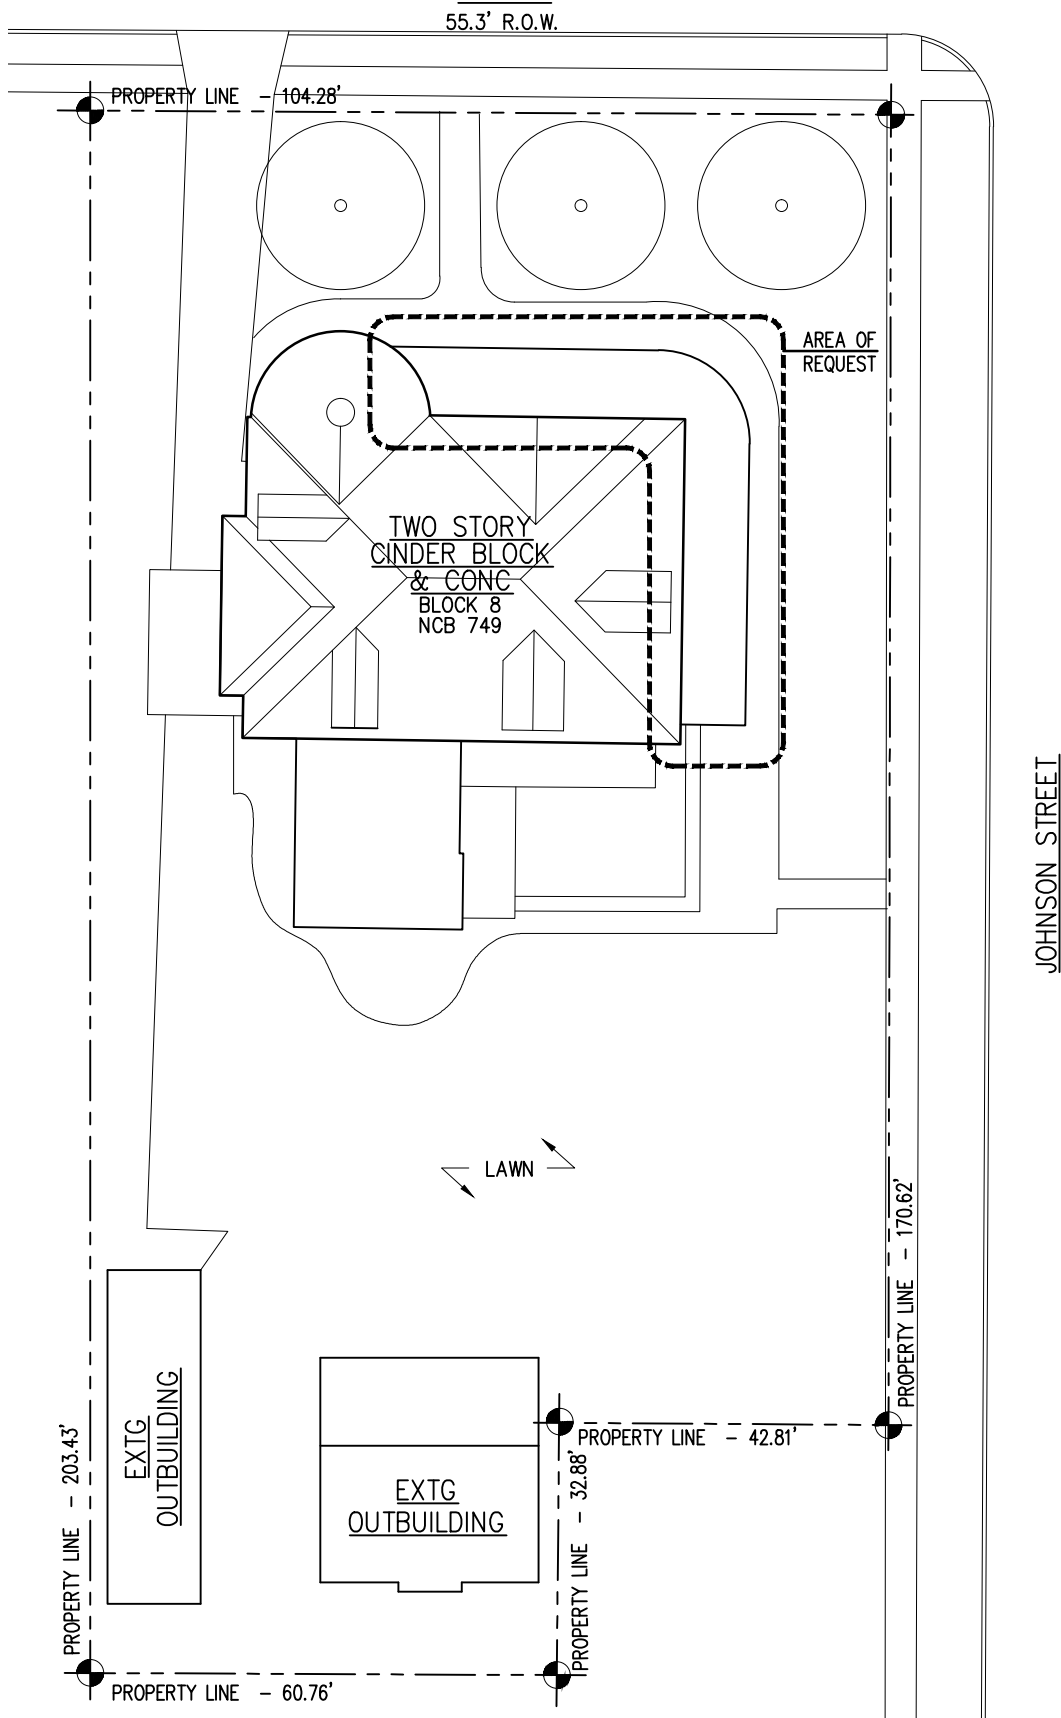 55.3' R.O.W.
PROPERTY LINE - 104.28'
AREA OF
REQUEST
TWO STORY
CINDER BLOCK
& CONC
BLOCK 8
NCB 749
JOHNSON STREET
LAWN
PROPERTY LINE - 170.62'
EXTG
OUTBUILDING
PROPERTY LINE - 203.43'
EXTG
OUTBUILDING
PROPERTY LINE - 42.81'
PROPERTY LINE - 32.88'
PROPERTY LINE - 60.76'